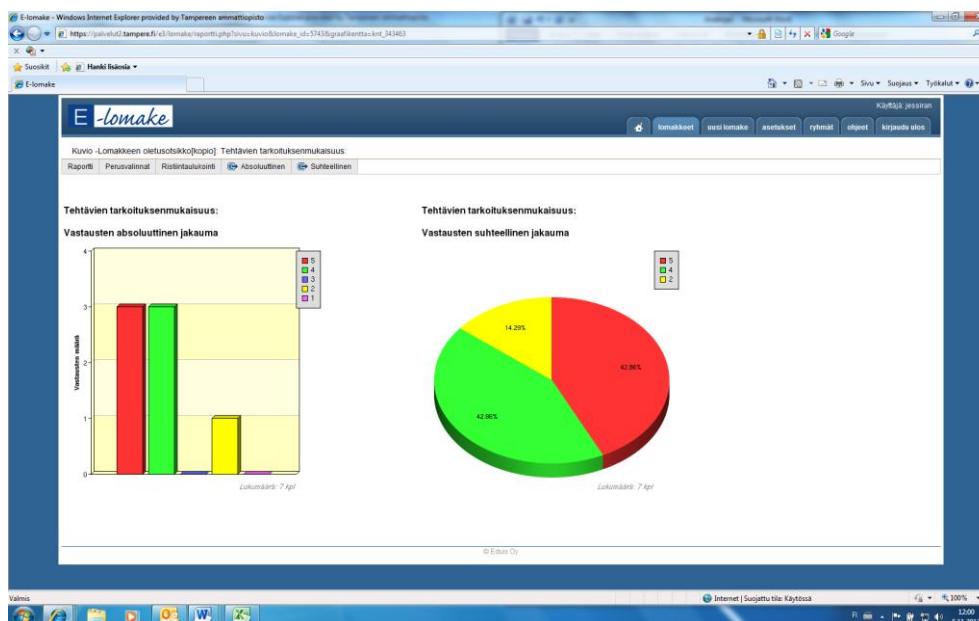 E-lomake - Windows Internet Explorer provided by Tampereen ammattiopisto
https://palvelut2.tampere.fi/e3/lomake/raportti.php?sivu=kuvio&lomake_id=5743&graafikentta=knt_343463
Google
Suosikit
Hanki lisäosia
E-lomake
Sivu
Suojaus
Työkalut
E -lomake
Käyttäjä: jessiran
lomakkeet
uusi lomake
asetukset
ryhmät
ohjeet
kirjaudu ulos
Kuvio -Lomakkeen oletusotsikko[kopio]: Tehtävien tarkoituksenmukaisuus:
Raportti
Perusvalinnat
Ristiintaulukointi
Absoluuttinen
Suhteellinen
Tehtävien tarkoituksenmukaisuus:
Vastausten absoluuttinen jakauma
4
3
2
1
0
Vastausten määrä
5
4
3
2
1
Lukumäärä: 7 kpl
Tehtävien tarkoituksenmukaisuus:
Vastausten suhteellinen jakauma
5
4
2
14.29%
42.86%
42.86%
Lukumäärä: 7 kpl
© Eduix Oy
Valmis
Internet | Suojattu tila: Käytössä
100%
FI
12:00